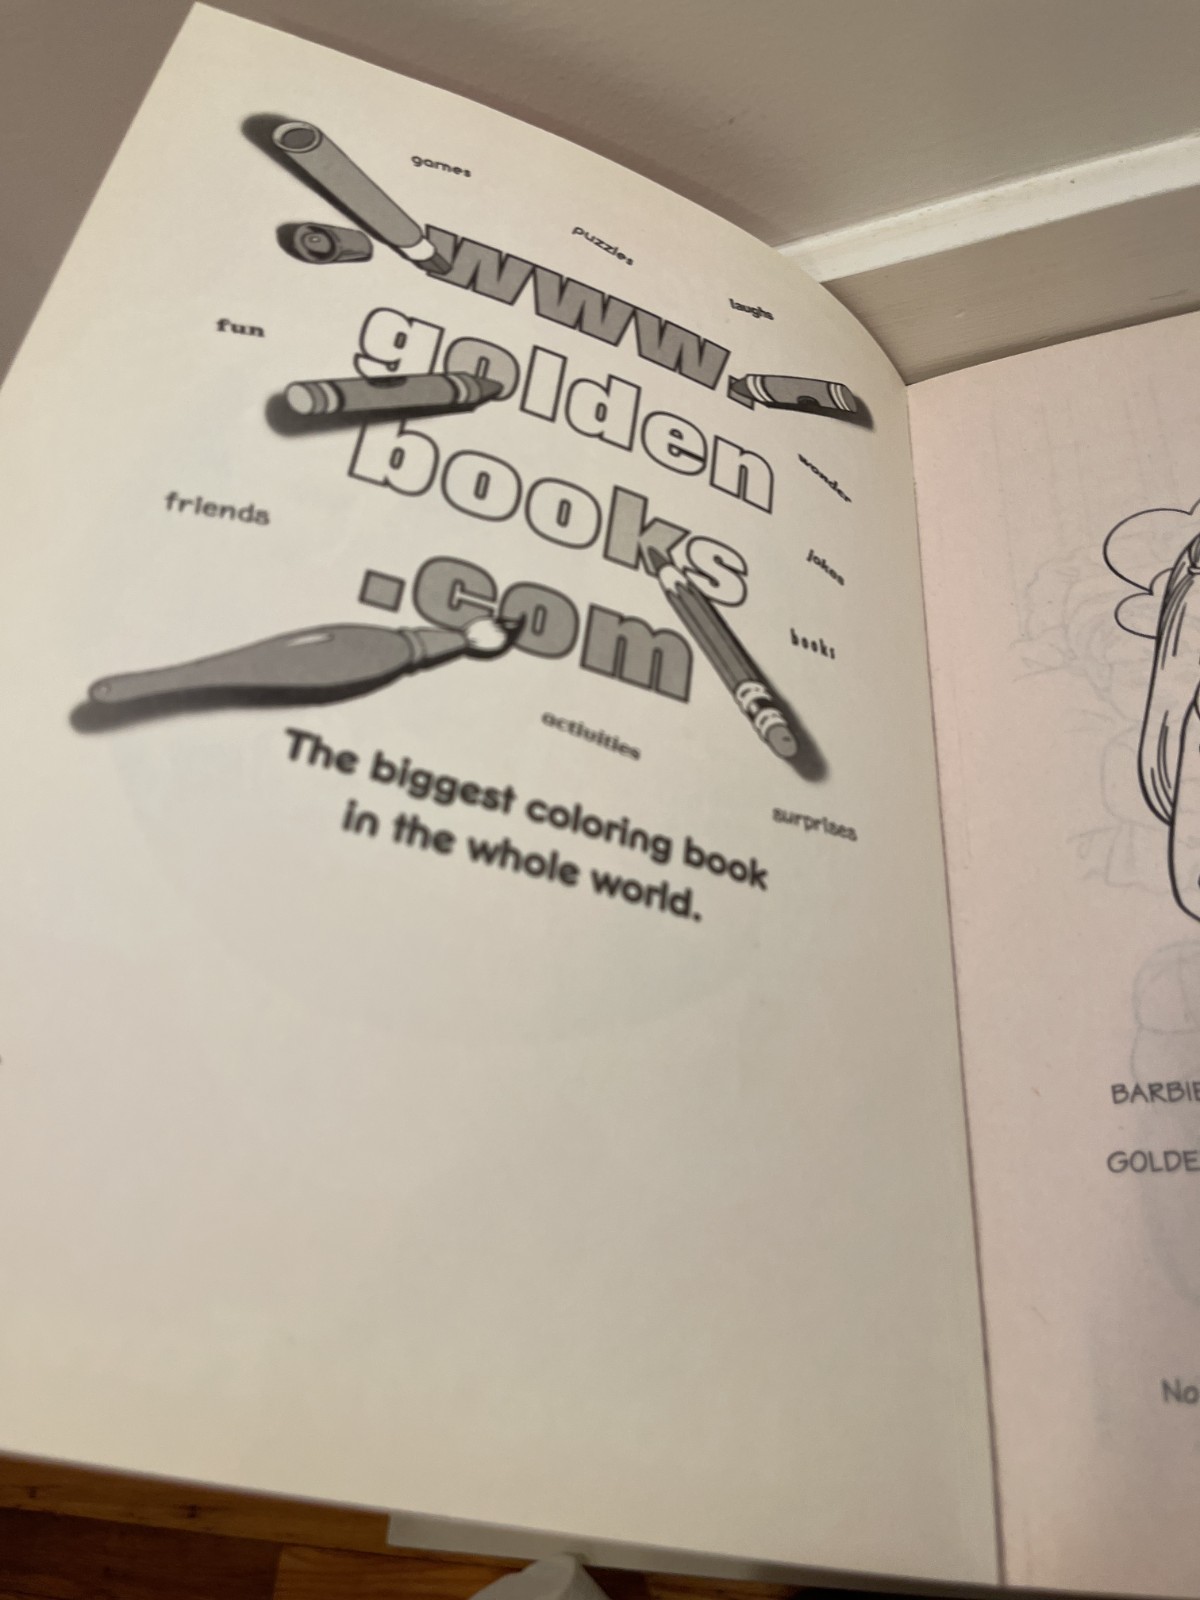 games
puzzles
laughs
www.
fun
golden
wonder
books
friends
jokes
.com
books
activities
surprises
The biggest coloring book
in the whole world.
BARBIE
GOLDE
No